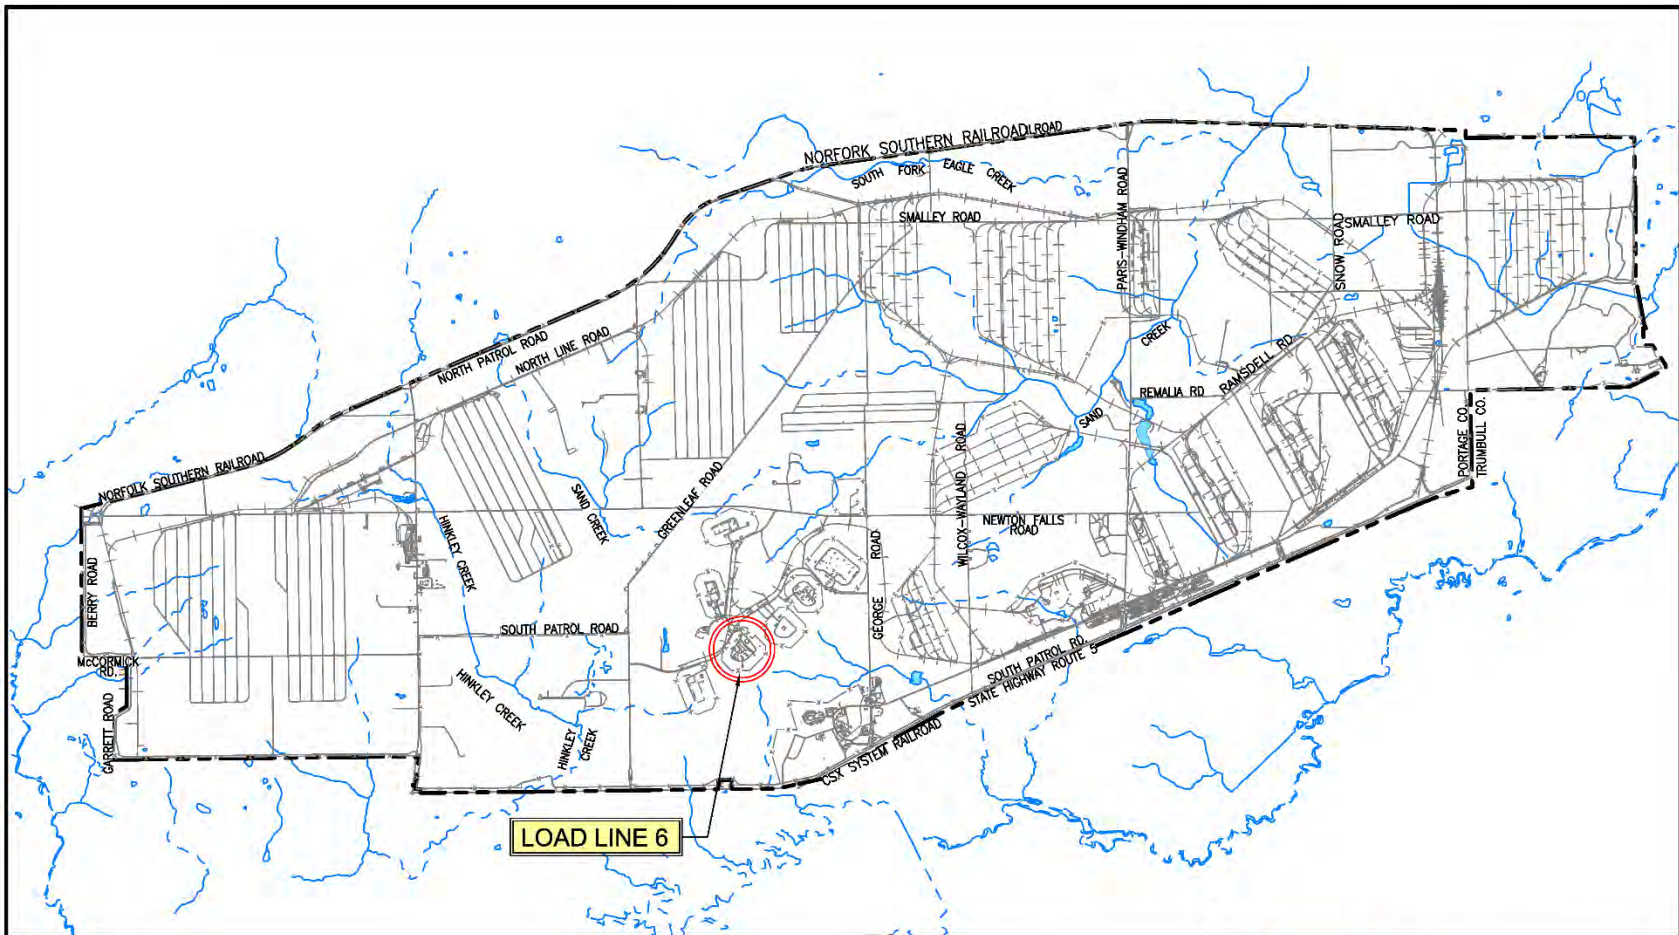 NORFORK SOUTHERN RAILROAD
ILROAD
SOUTH FORK EAGLE CREEK
SMALLEY ROAD
PARIS-WINDHAM ROAD
SNOW ROAD
SMALLEY ROAD
NORTH PATROL ROAD
NORTH LINE ROAD
CREEK
SAND
REMALIA RD
RAMSDELL RD
PORTAGE CO.
TRUMBULL CO.
NORFOLK SOUTHERN RAILROAD
SAND CREEK
GREENLEAF ROAD
HINKLEY CREEK
WILCOX-WAYLAND ROAD
NEWTON FALLS
ROAD
BERRY ROAD
GEORGE ROAD
SOUTH PATROL ROAD
McCORMICK
RD.
GARRETT ROAD
HINKLEY CREEK
HINKLEY
CREEK
SOUTH PATROL RD.
STATE HIGHWAY ROUTE 5
CSX SYSTEM RAILROAD
LOAD LINE 6